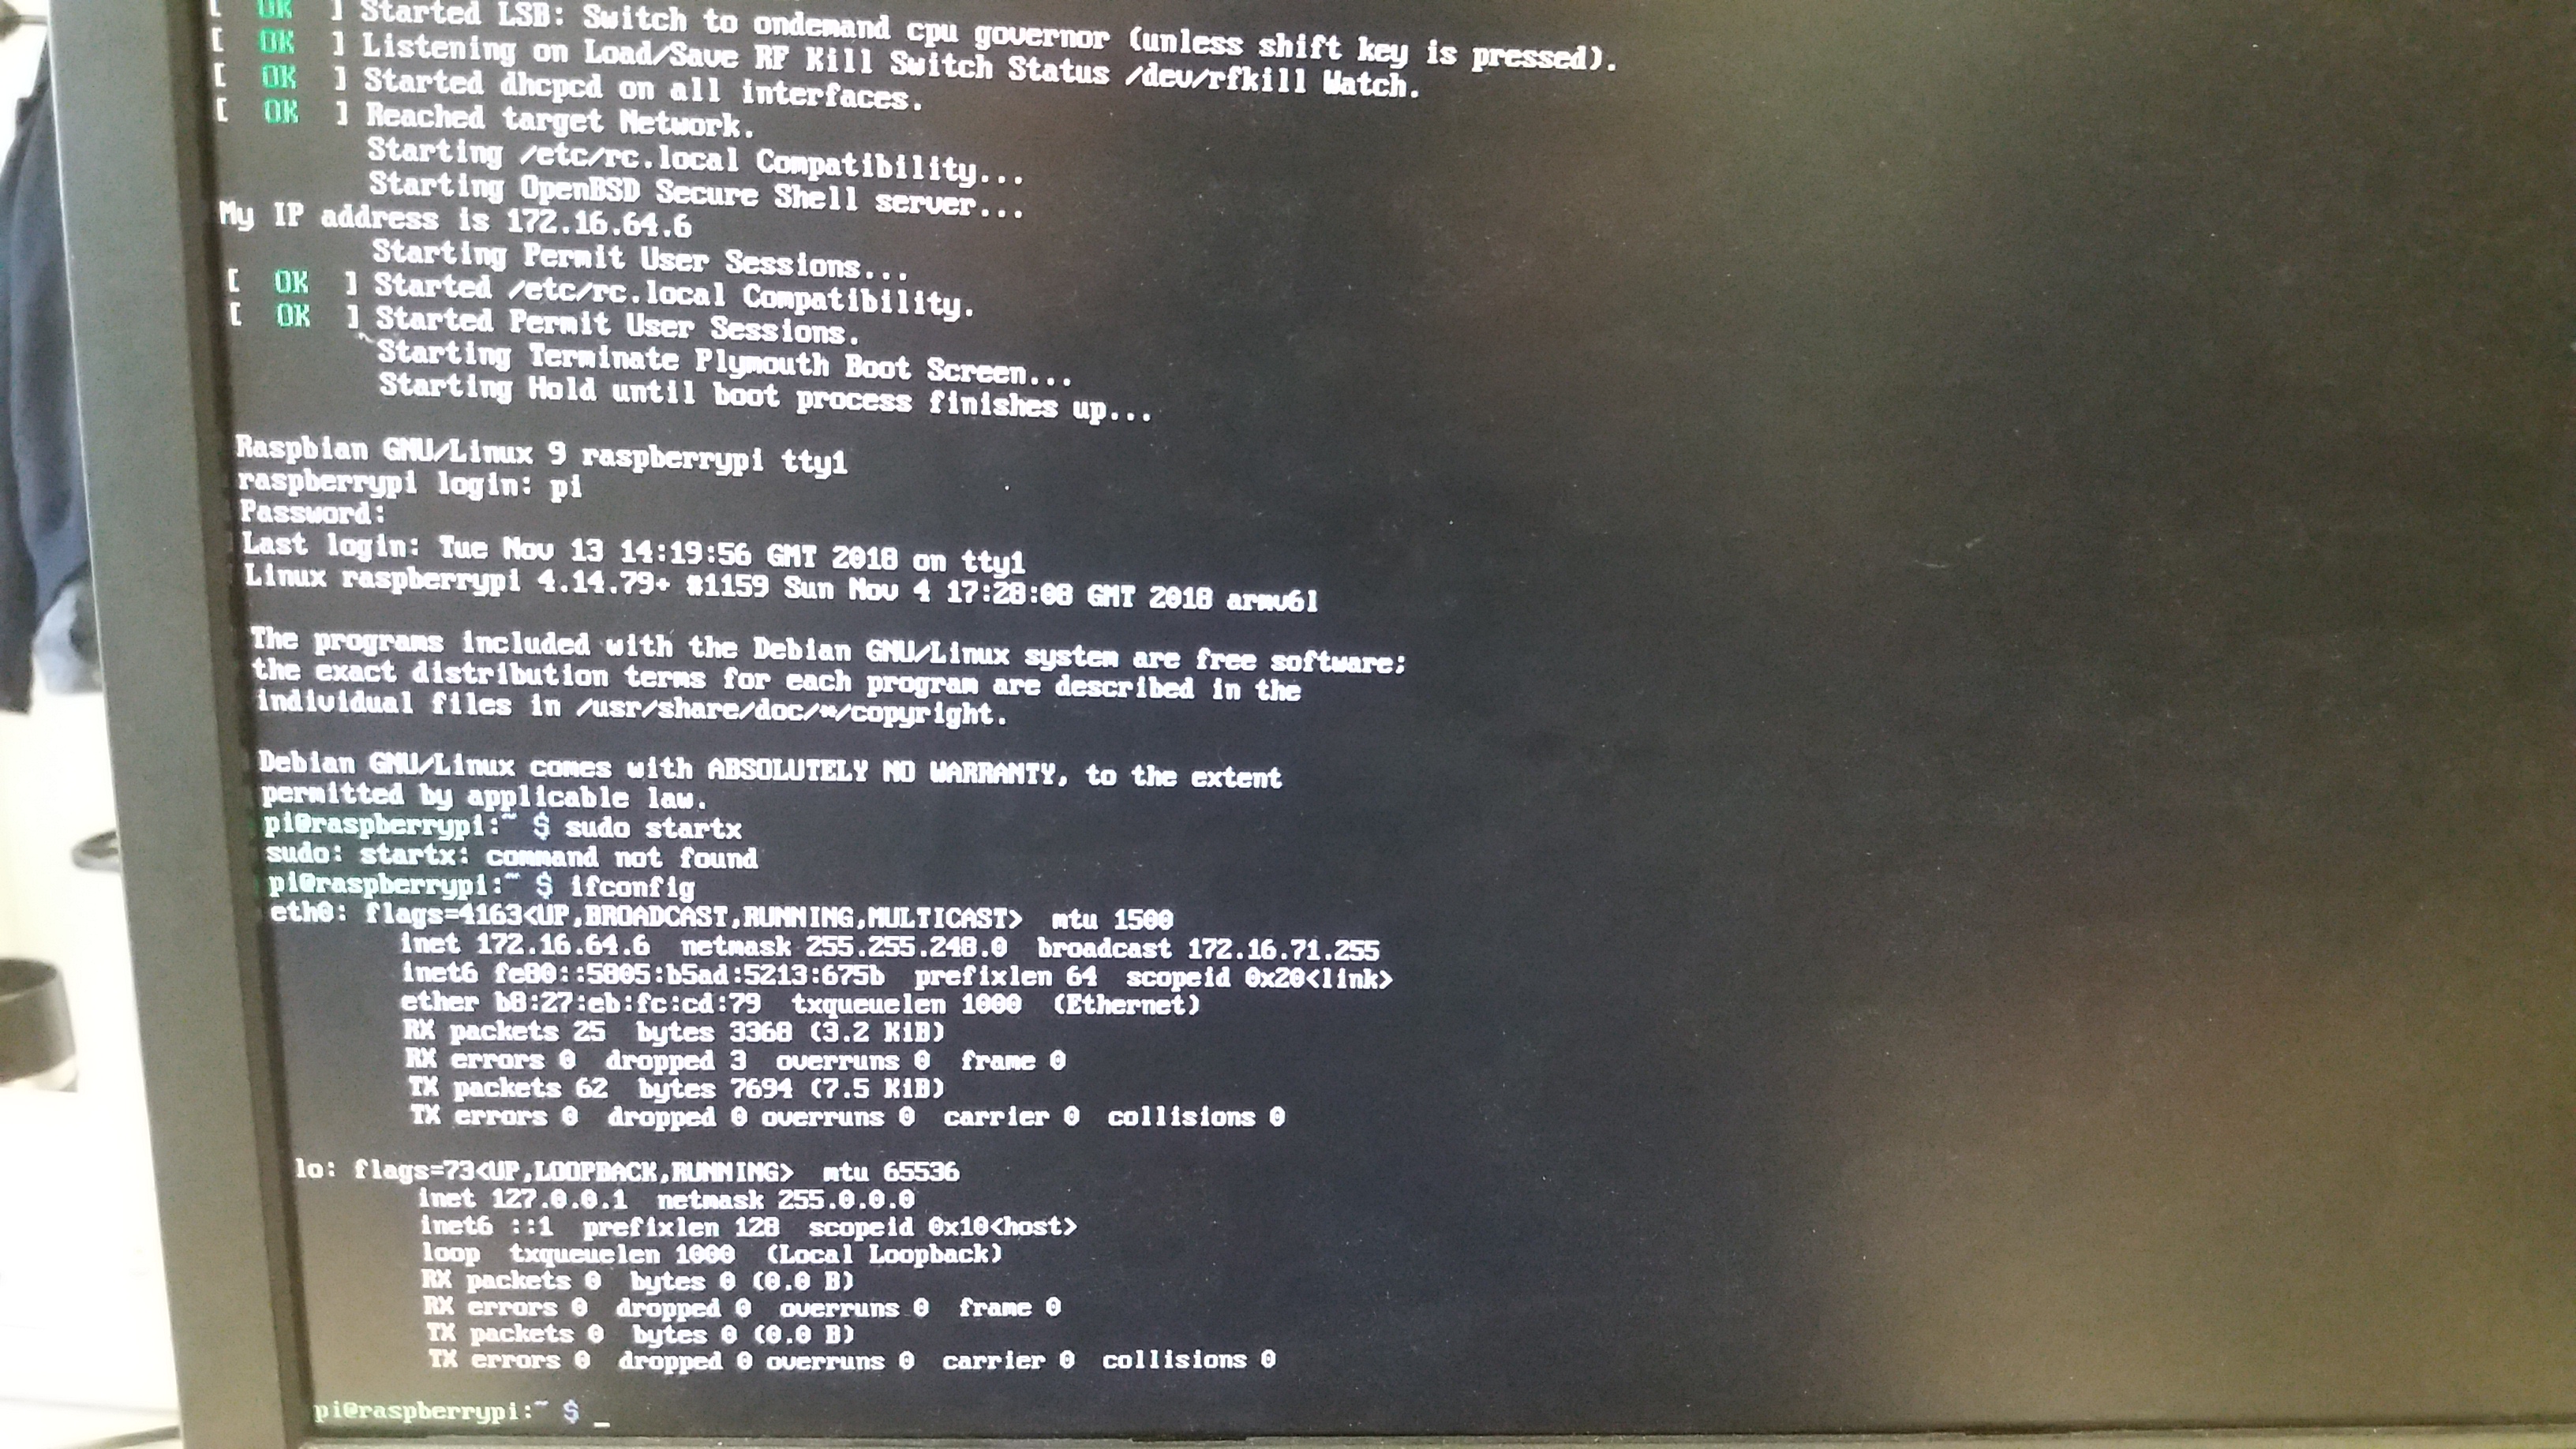 [  OK  ] Started LSB: Switch to ondemand cpu governor (unless shift key is pressed).
[  OK  ] Listening on Load/Save RF Kill Switch Status /dev/rfkill Watch.
[  OK  ] Started dhcpcd on all interfaces.
[  OK  ] Reached target Network.
Starting /etc/rc.local Compatibility...
Starting OpenBSD Secure Shell server...
My IP address is 172.16.64.6
Starting Permit User Sessions...
[  OK  ] Started /etc/rc.local Compatibility.
[  OK  ] Started Permit User Sessions.
Starting Terminate Plymouth Boot Screen...
Starting Hold until boot process finishes up...
Raspbian GNU/Linux 9 raspberrypi tty1
raspberrypi login: pi
Password:
Last login: Tue Nov 13 14:19:56 GMT 2018 on tty1
Linux raspberrypi 4.14.79+ #1159 Sun Nov 4 17:28:08 GMT 2018 armv6l
The programs included with the Debian GNU/Linux system are free software;
the exact distribution terms for each program are described in the
individual files in /usr/share/doc/*/copyright.
Debian GNU/Linux comes with ABSOLUTELY NO WARRANTY, to the extent
permitted by applicable law.
pi@raspberrypi:~ $ sudo startx
sudo: startx: command not found
pi@raspberrypi:~ $ ifconfig
eth0: flags=4163<UP,BROADCAST,RUNNING,MULTICAST>  mtu 1500
inet 172.16.64.6  netmask 255.255.248.0  broadcast 172.16.71.255
inet6 fe80::5805:b5ad:5213:675b  prefixlen 64  scopeid 0x20<link>
ether b8:27:eb:fc:cd:79  txqueuelen 1000  (Ethernet)
RX packets 25  bytes 3368 (3.2 KiB)
RX errors 0  dropped 3  overruns 0  frame 0
TX packets 62  bytes 7694 (7.5 KiB)
TX errors 0  dropped 0 overruns 0  carrier 0  collisions 0
lo: flags=73<UP,LOOPBACK,RUNNING>  mtu 65536
inet 127.0.0.1  netmask 255.0.0.0
inet6 ::1  prefixlen 128  scopeid 0x10<host>
loop  txqueuelen 1000  (Local Loopback)
RX packets 0  bytes 0 (0.0 B)
RX errors 0  dropped 0  overruns 0  frame 0
TX packets 0  bytes 0 (0.0 B)
TX errors 0  dropped 0 overruns 0  carrier 0  collisions 0
pi@raspberrypi:~ $ _